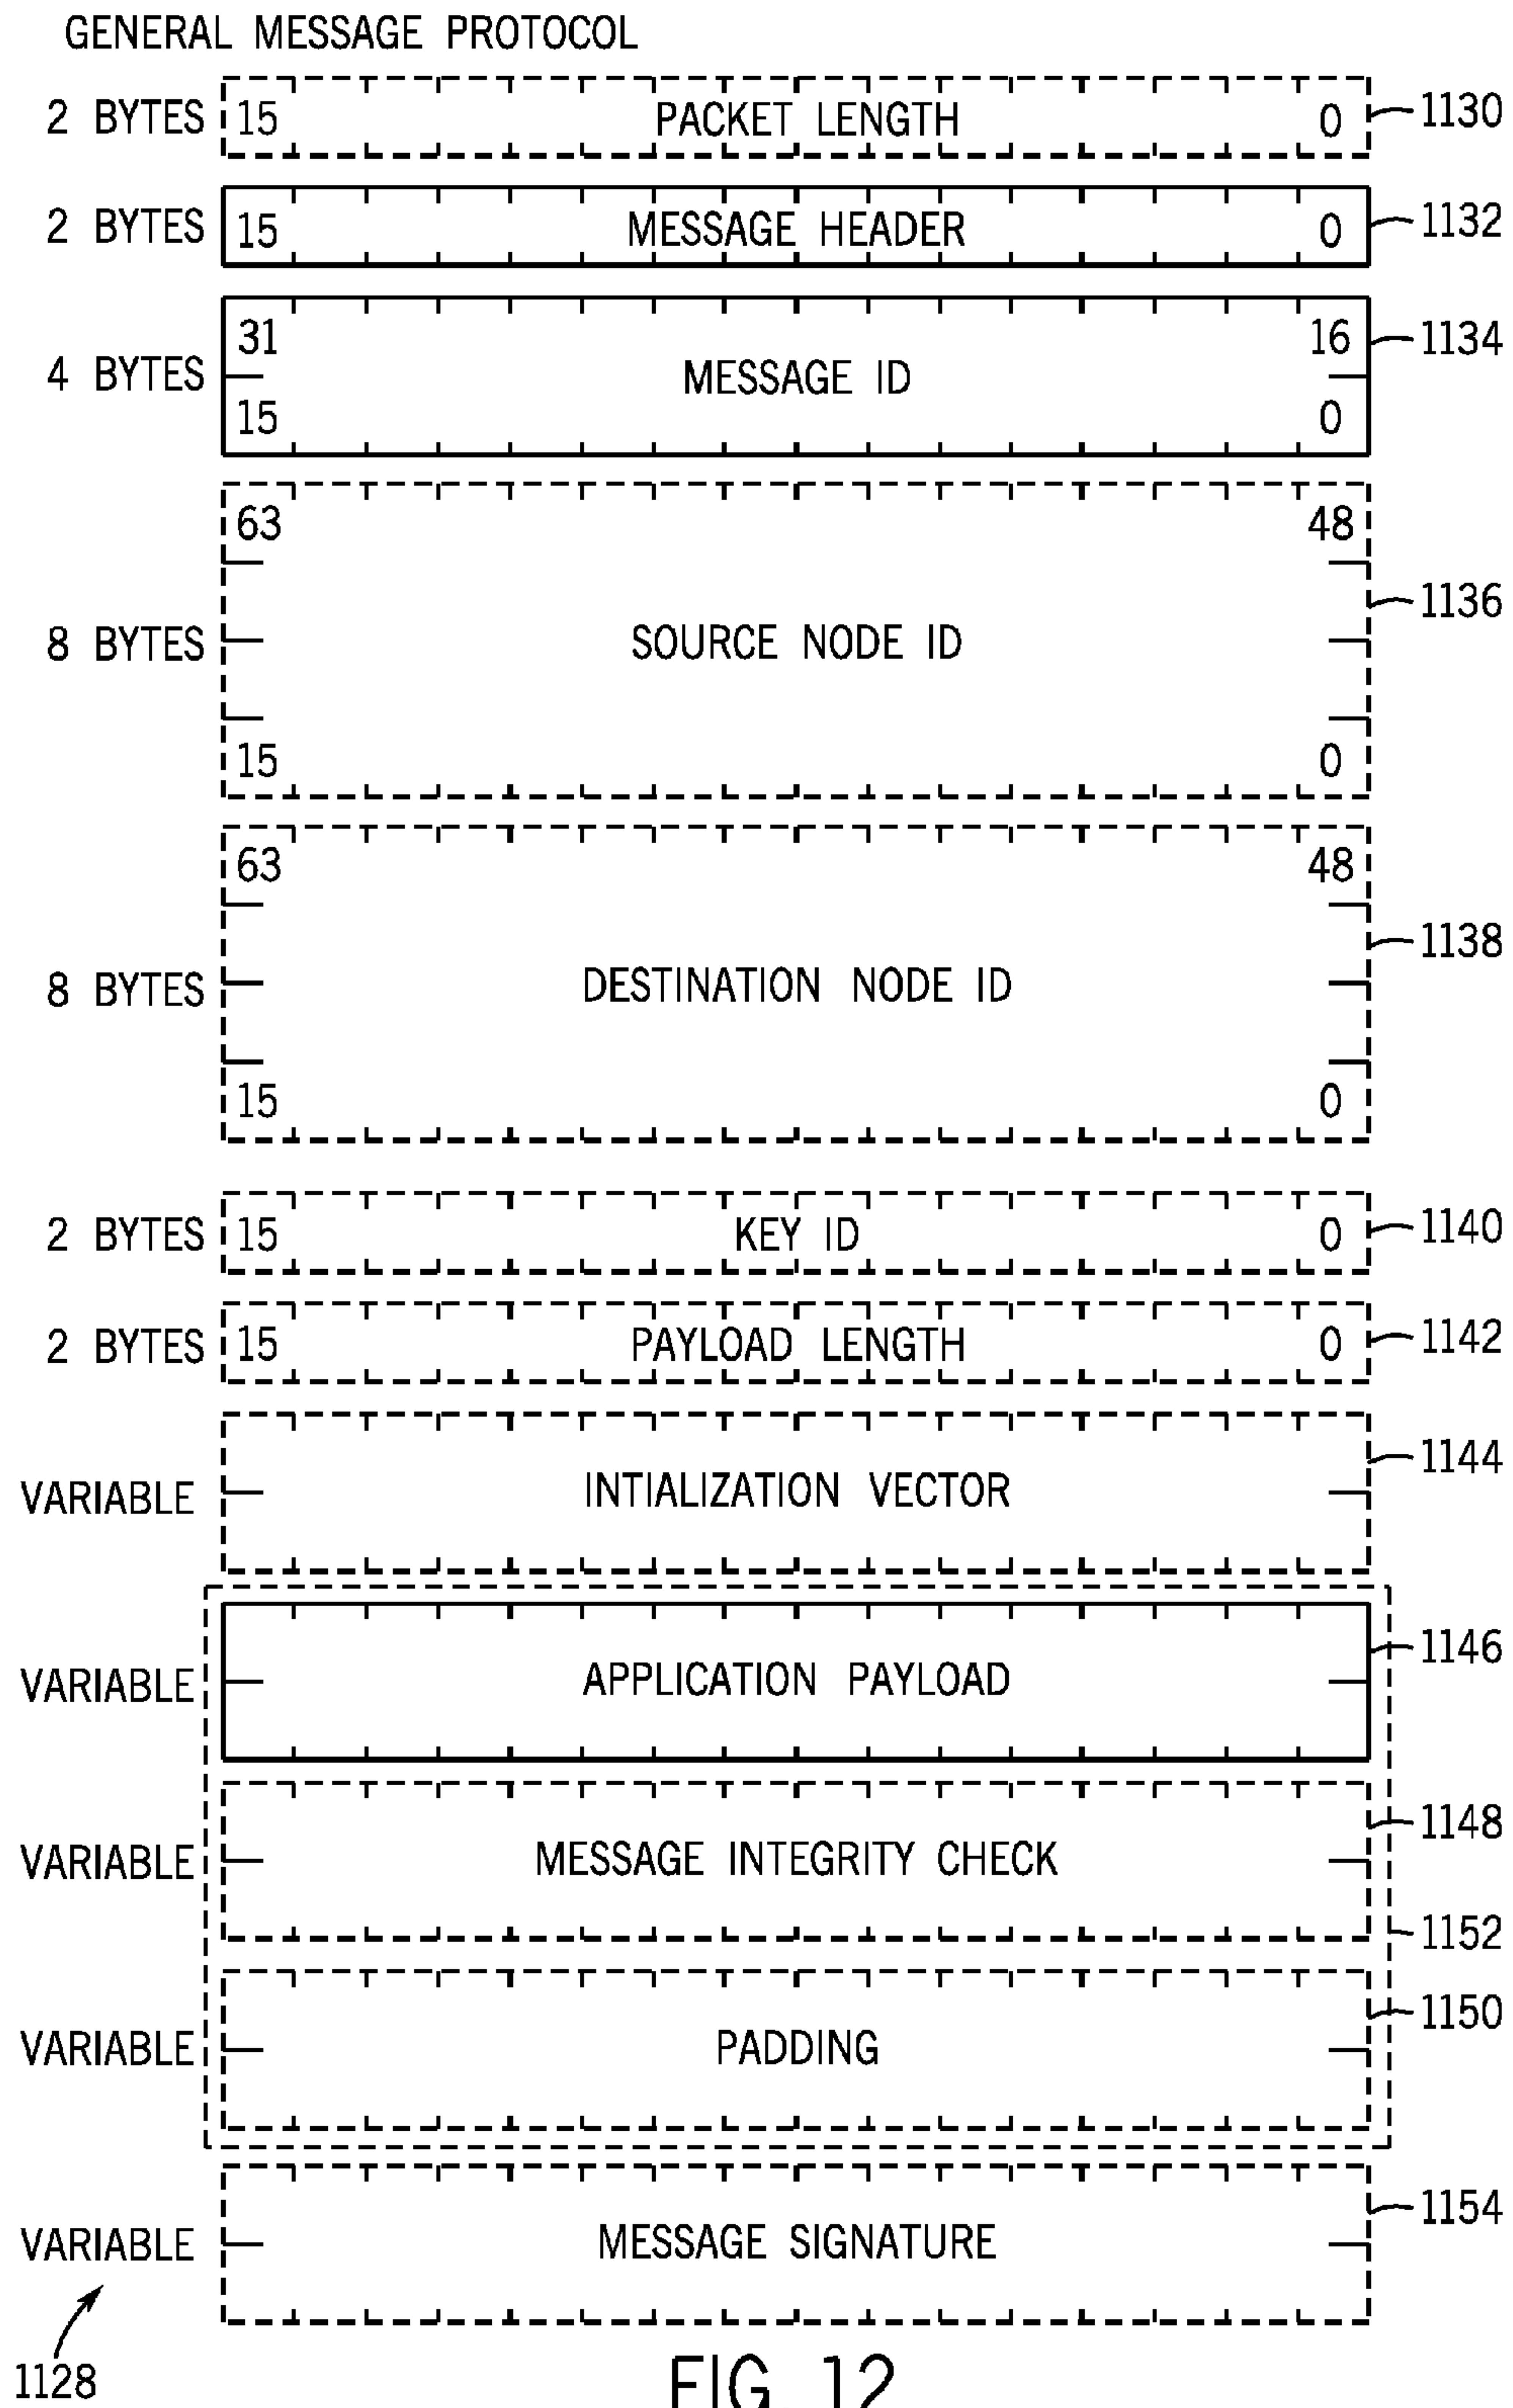 GENERAL MESSAGE PROTOCOL
2 BYTES 15 PACKET LENGTH 0 1130
2 BYTES 15 MESSAGE HEADER 0 1132
31 16 1134
4 BYTES MESSAGE ID
15 0
63 48
1136
8 BYTES SOURCE NODE ID
15 0
63 48
1138
8 BYTES DESTINATION NODE ID
15 0
2 BYTES 15 KEY ID 0 1140
2 BYTES 15 PAYLOAD LENGTH 0 1142
1144
VARIABLE INTIALIZATION VECTOR
1146
VARIABLE APPLICATION PAYLOAD
1148
VARIABLE MESSAGE INTEGRITY CHECK
1152
1150
VARIABLE PADDING
1154
VARIABLE MESSAGE SIGNATURE
1128
FIG. 12